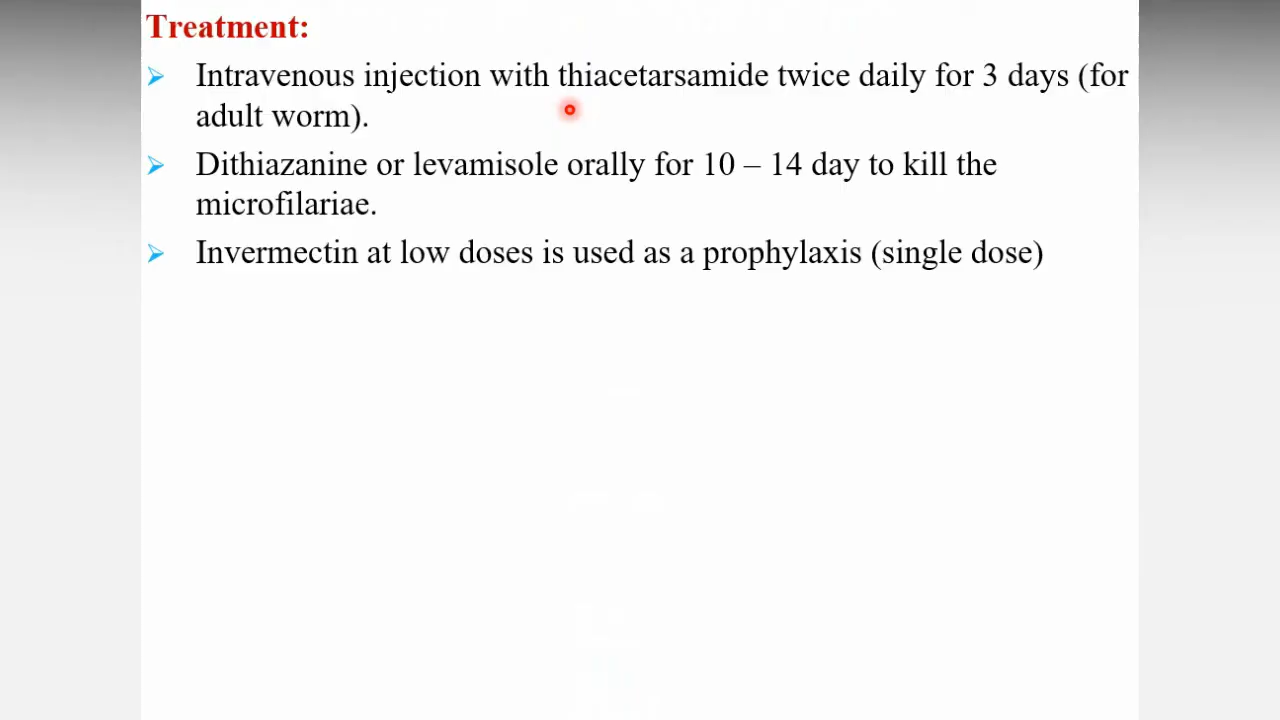 Treatment:
Intravenous injection with thiacetarsamide twice daily for 3 days (for
adult worm).
Dithiazanine or levamisole orally for 10 – 14 day to kill the
microfilariae.
Invermectin at low doses is used as a prophylaxis (single dose)